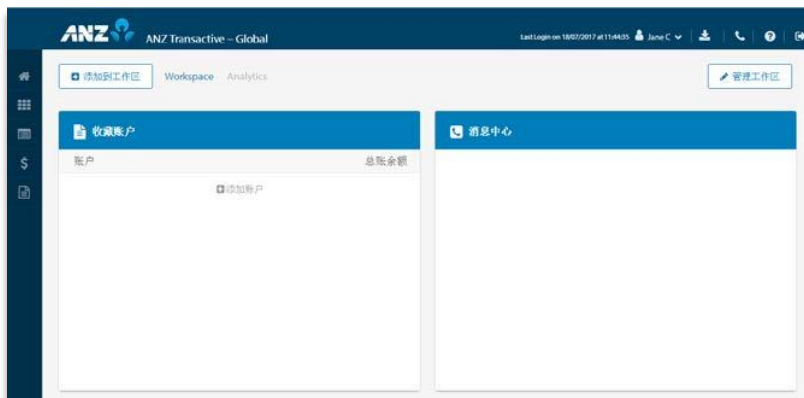 ANZ ANZ Transactive – Global Last Login on 18/07/2017 at 11:44:35 Jane C
添加到工作区 Workspace Analytics 管理工作区
收藏账户 消息中心
账户 总账余额
添加账户